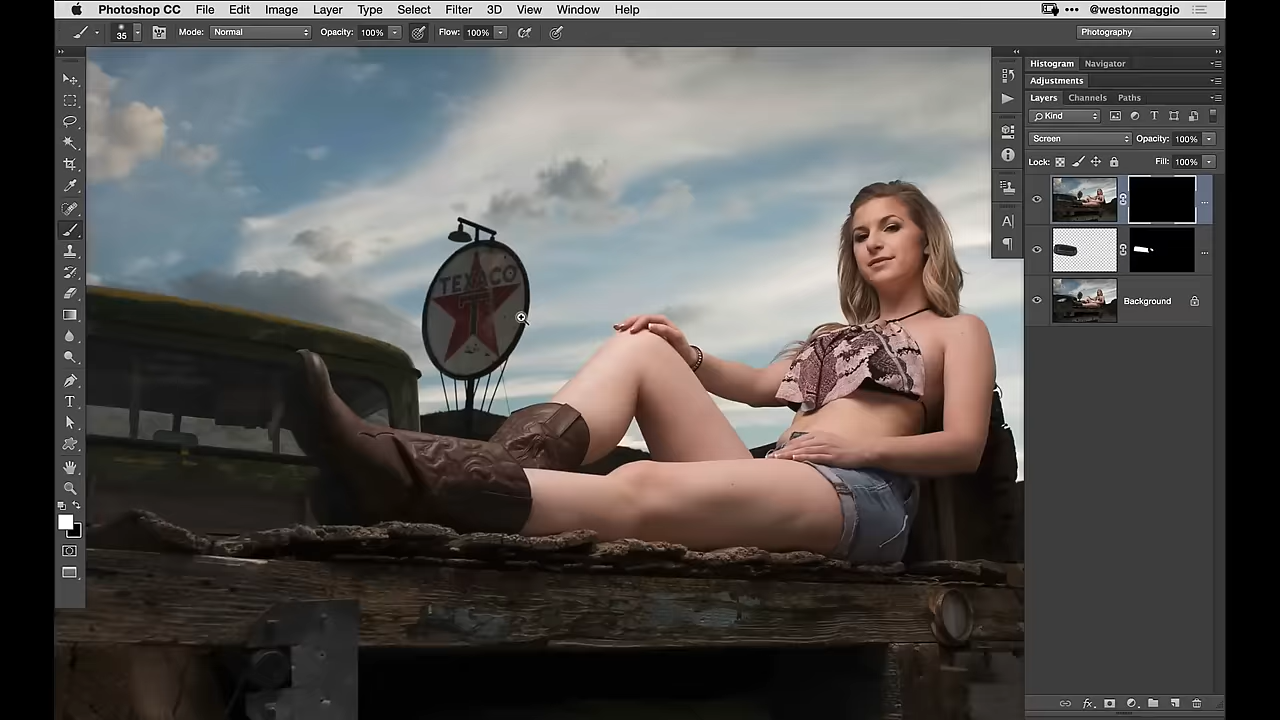 Photoshop CC File Edit Image Layer Type Select Filter 3D View Window Help @westonmaggio
35 Mode: Normal Opacity: 100% Flow: 100% Photography
Histogram Navigator
Adjustments
Layers Channels Paths
Kind
Screen Opacity: 100%
Lock: Fill: 100%
Background
TEXACO
T